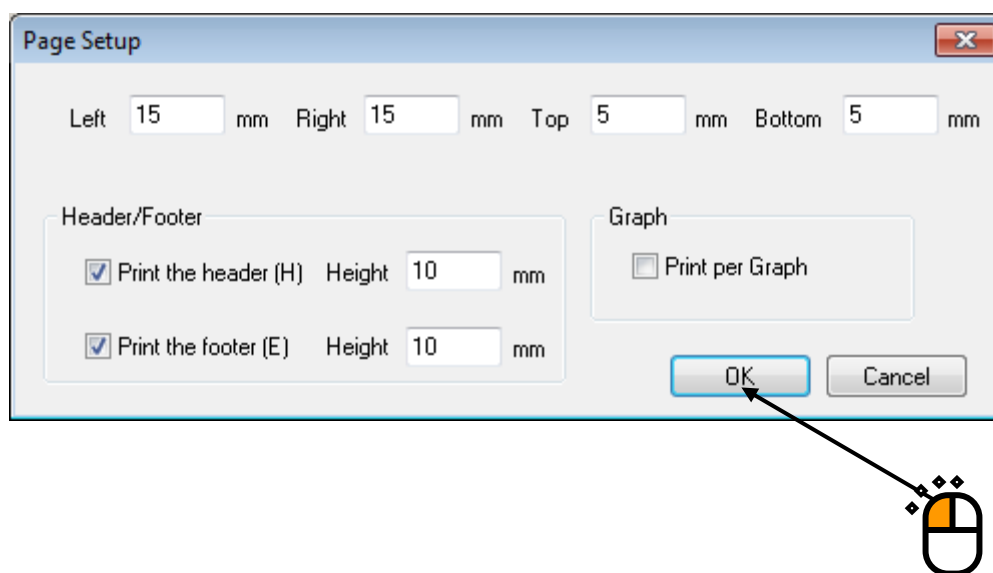 Page Setup
Left 15 mm Right 15 mm Top 5 mm Bottom 5 mm
Header/Footer
Print the header (H) Height 10 mm
Print the footer (E) Height 10 mm
Graph
Print per Graph
OK Cancel